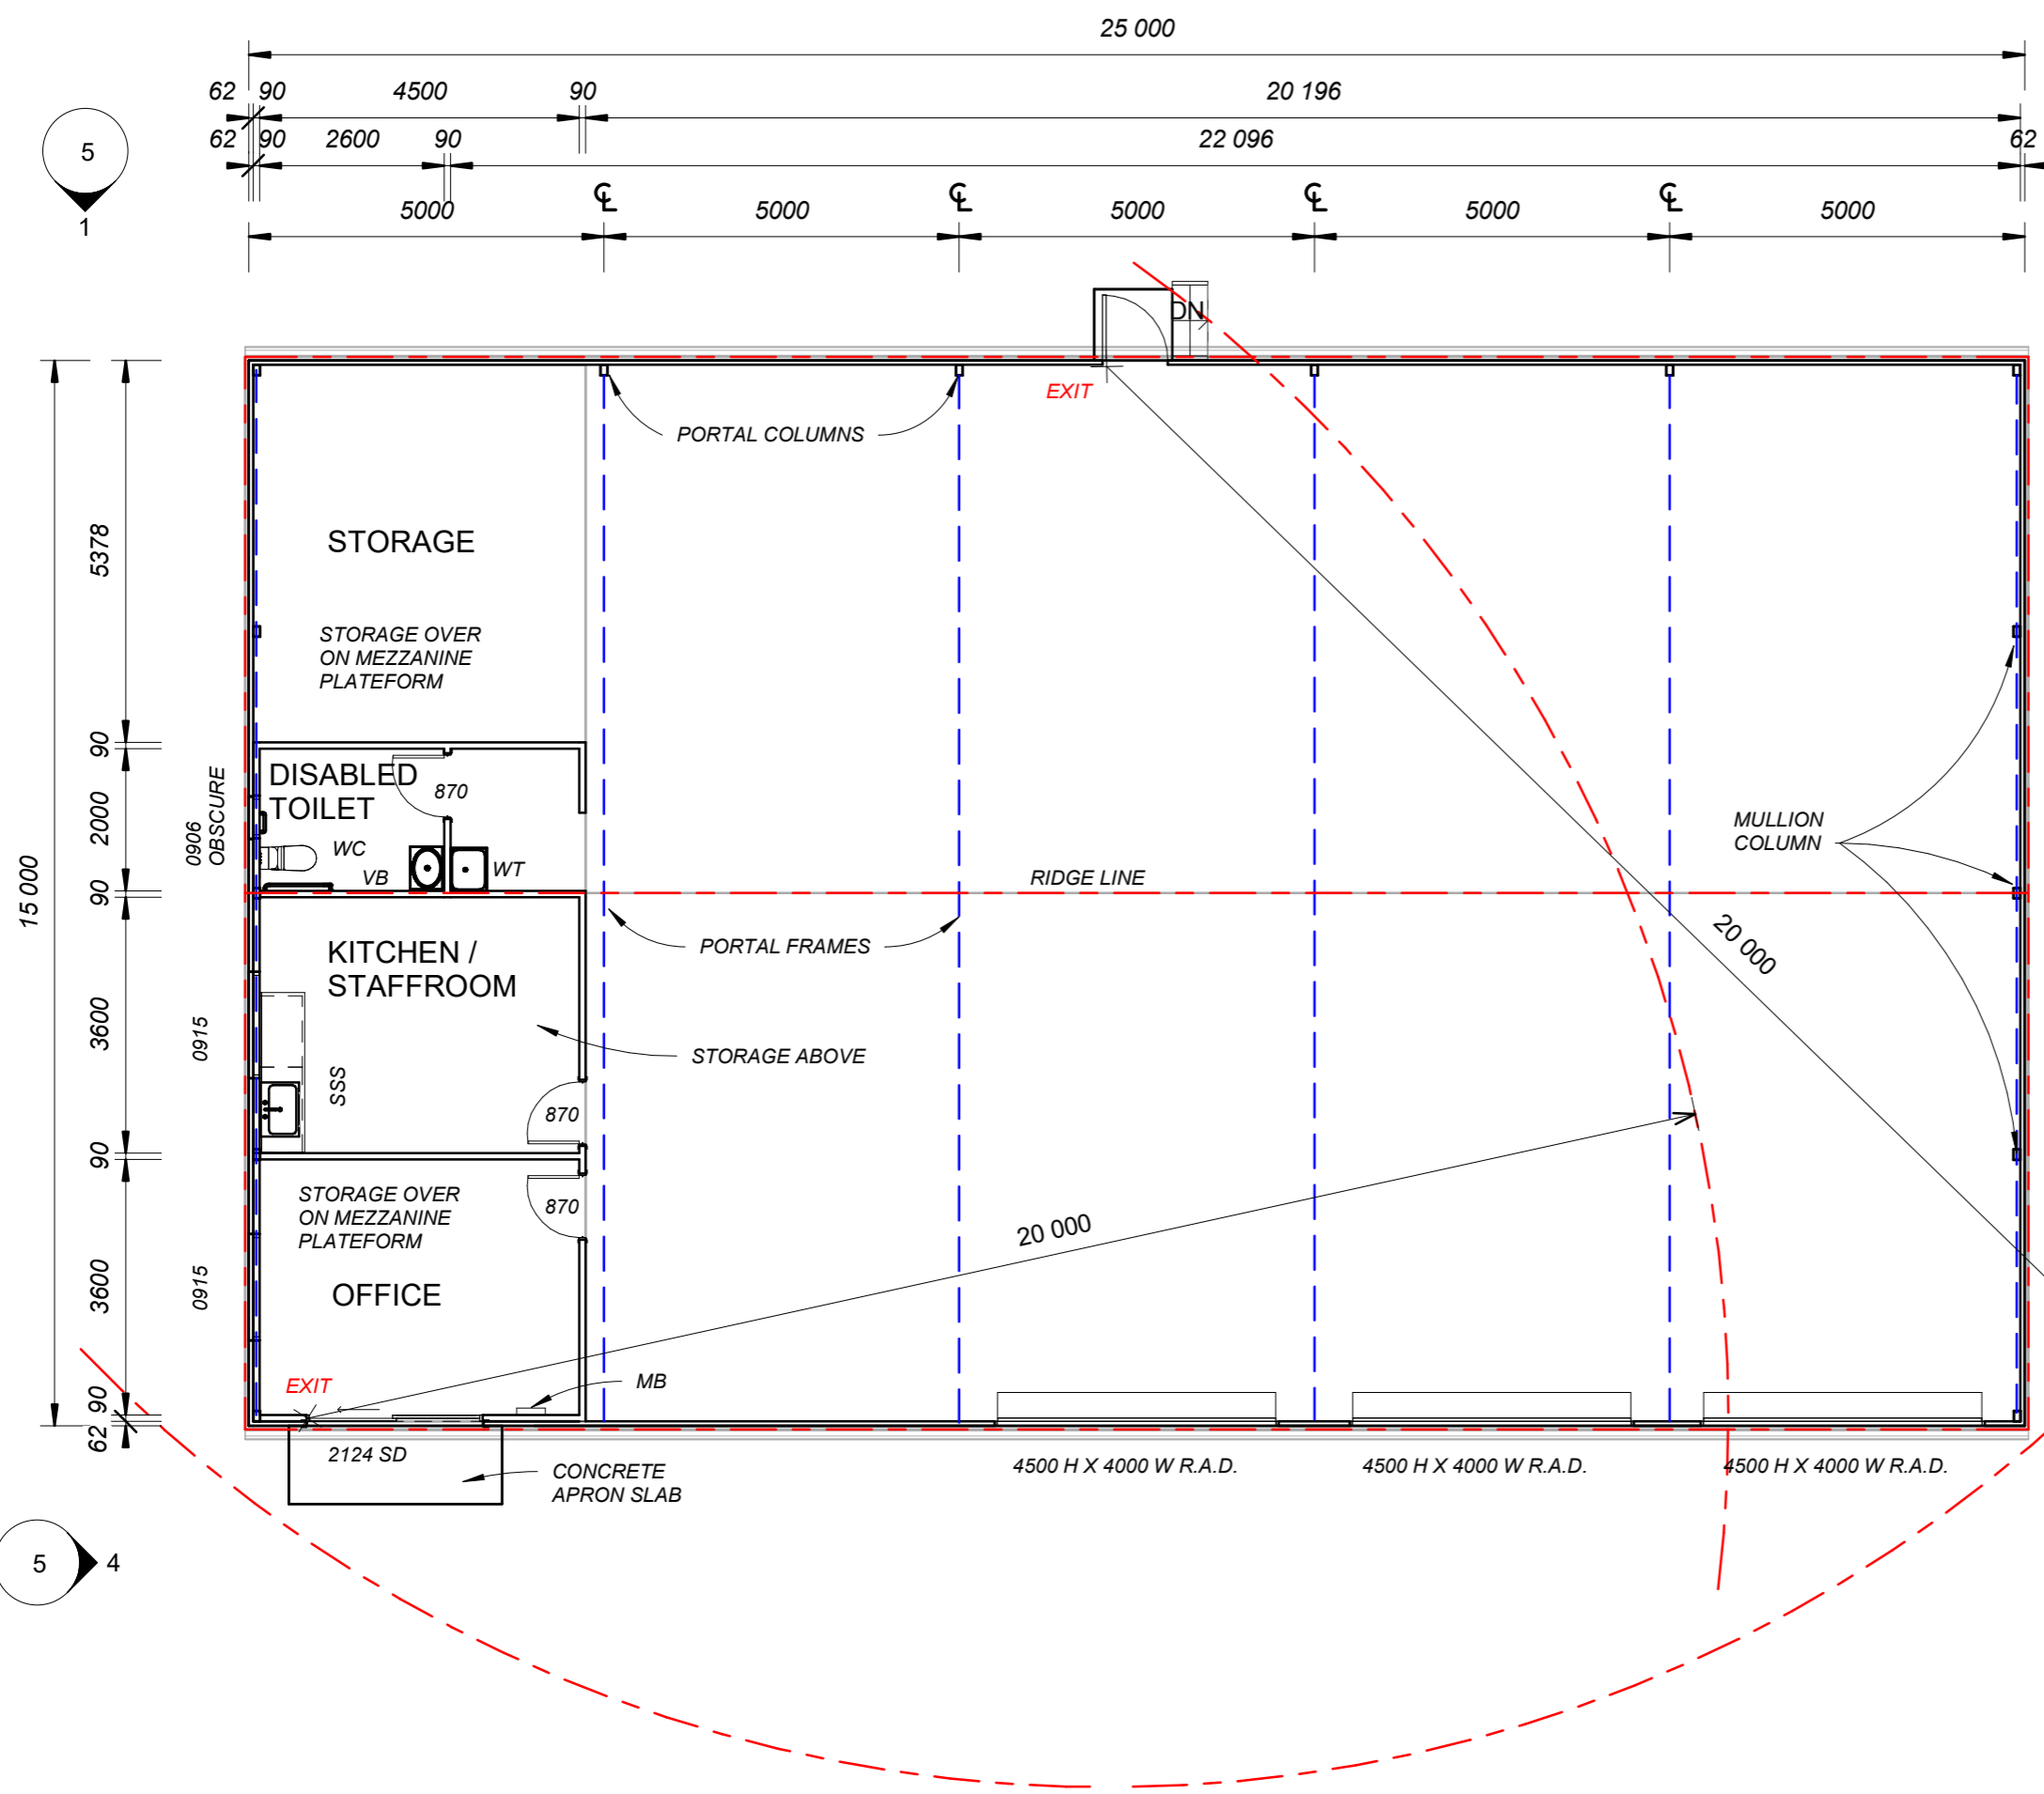 25 000
62 90 4500 90 20 196
62 90 2600 90 22 096 62
5
1
5000 ℄ 5000 ℄ 5000 ℄ 5000 ℄ 5000
DN
EXIT
PORTAL COLUMNS
STORAGE
STORAGE OVER
ON MEZZANINE
PLATEFORM
5378
90
2000
90
3600
90
3600
90
62
15 000
0906
OBSCURE
0915
0915
DISABLED
TOILET
870
WC
VB
WT
RIDGE LINE
MULLION
COLUMN
PORTAL FRAMES
20 000
KITCHEN /
STAFFROOM
STORAGE ABOVE
SSS
870
STORAGE OVER
ON MEZZANINE
PLATEFORM
870
20 000
OFFICE
EXIT
MB
2124 SD
CONCRETE
APRON SLAB
4500 H X 4000 W R.A.D.
4500 H X 4000 W R.A.D.
4500 H X 4000 W R.A.D.
5
4